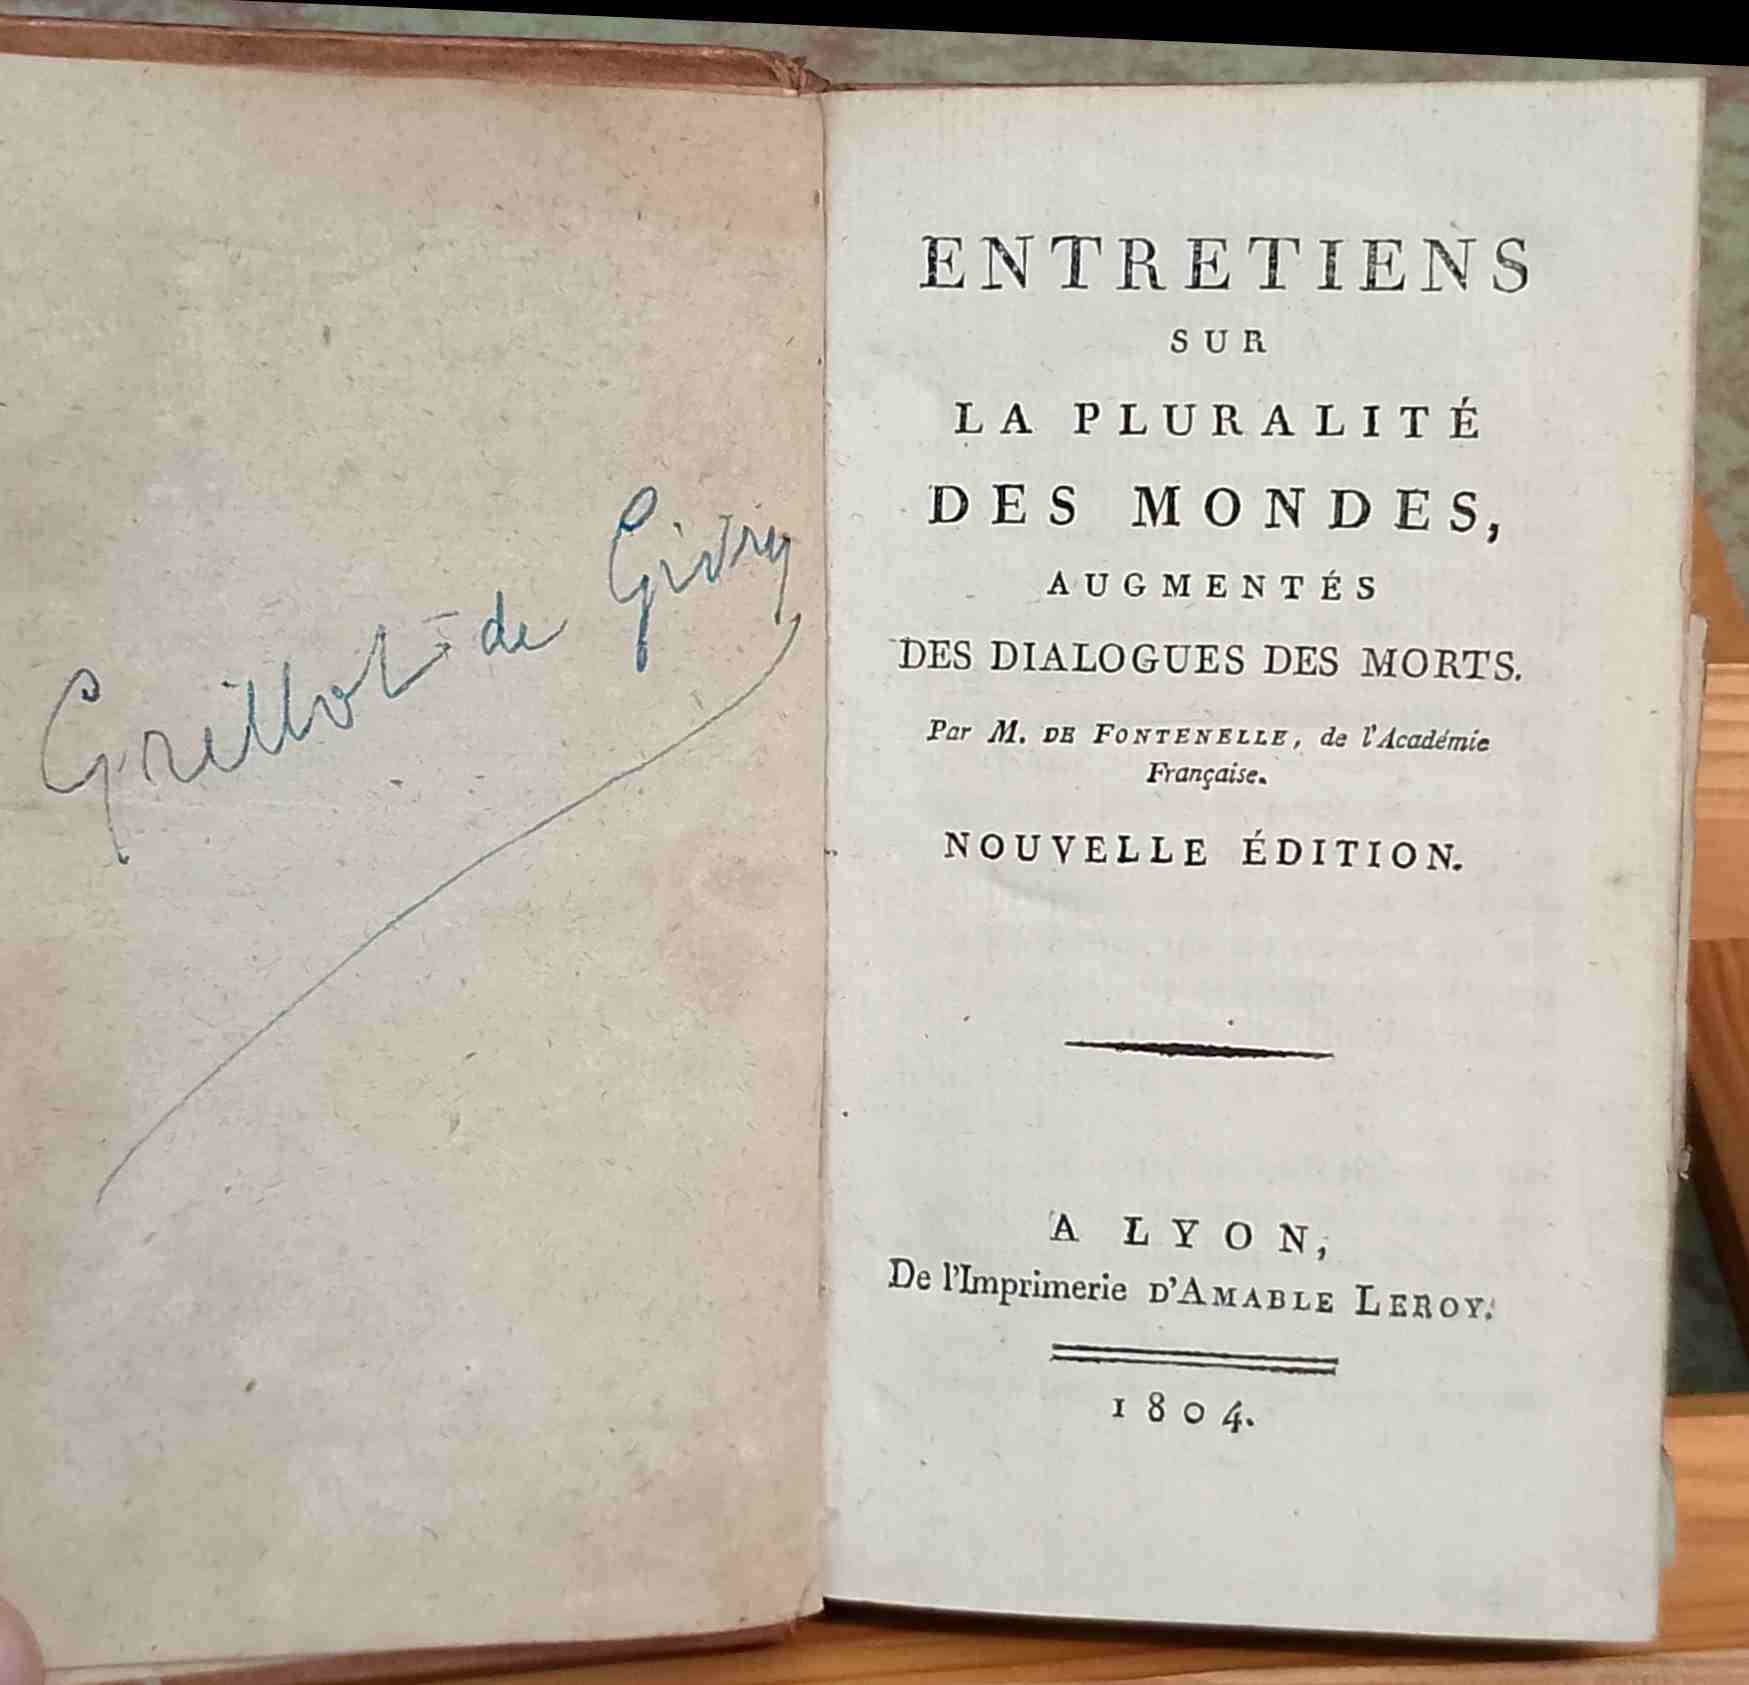 Grillot de Givry
ENTRETIENS
SUR
LA PLURALITÉ
DES MONDES,
AUGMENTÉS
DES DIALOGUES DES MORTS.
Par M. DE FONTENELLE, de l'Académie
Française.
NOUVELLE ÉDITION.
A LYON,
De l'Imprimerie D'AMABLE LEROY.
1804.